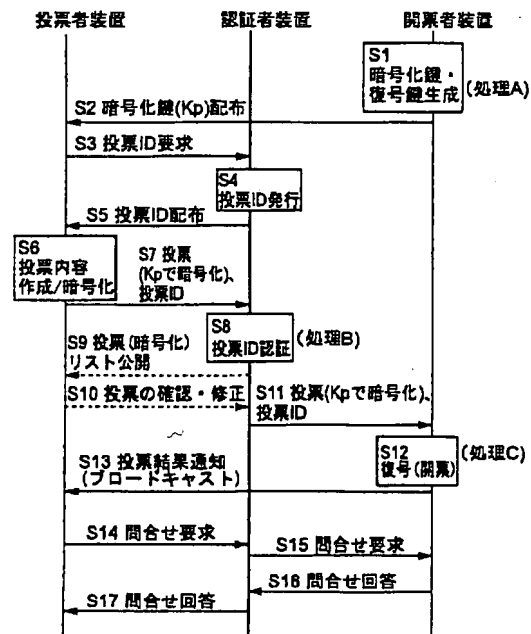 投票者装置
認証者装置
開票者装置
S1
暗号化鍵・
復号鍵生成
(処理A)
S2 暗号化鍵(Kp)配布
S3 投票ID要求
S4
投票ID発行
S5 投票ID配布
S6
投票内容
作成/暗号化
S7 投票
(Kpで暗号化)、
投票ID
S8
投票ID認証
(処理B)
S9 投票(暗号化)
リスト公開
S10 投票の確認・修正
S11 投票(Kpで暗号化)、
投票ID
S12
復号(開票)
(処理C)
S13 投票結果通知
(ブロードキャスト)
S14 問合せ要求
S15 問合せ要求
S16 問合せ回答
S17 問合せ回答